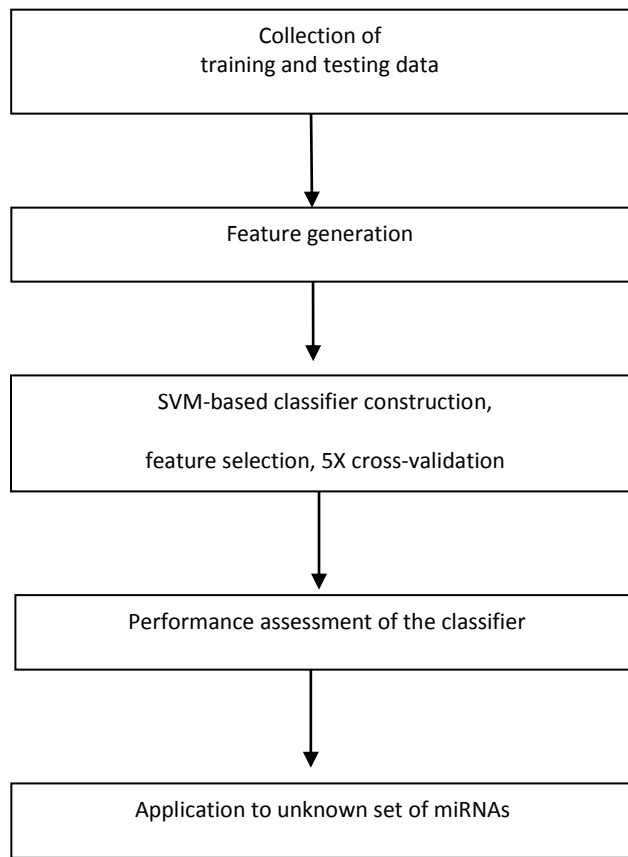 Collection of
training and testing data
Feature generation
SVM-based classifier construction,
feature selection, 5X cross-validation
Performance assessment of the classifier
Application to unknown set of miRNAs